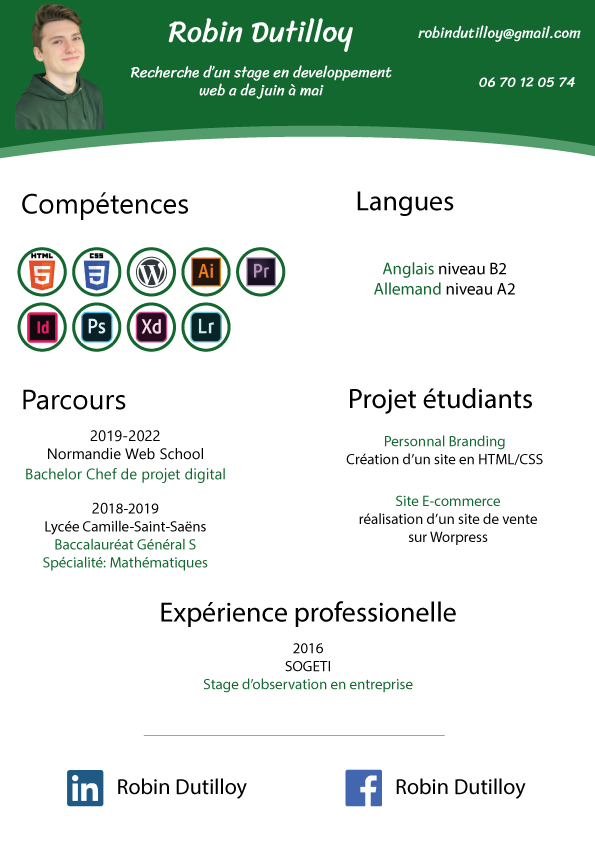 Robin Dutilloy
robindutilloy@gmail.com
Recherche d'un stage en developpement
web a de juin à mai
06 70 12 05 74
Compétences
HTML
5
CSS
3
W
Ai
Pr
Id
Ps
Xd
Lr
Langues
Anglais niveau B2
Allemand niveau A2
Parcours
2019-2022
Normandie Web School
Bachelor Chef de projet digital
2018-2019
Lycée Camille-Saint-Saëns
Baccalauréat Général S
Spécialité: Mathématiques
Projet étudiants
Personnal Branding
Création d'un site en HTML/CSS
Site E-commerce
réalisation d'un site de vente
sur Worpress
Expérience professionelle
2016
SOGETI
Stage d'observation en entreprise
in Robin Dutilloy
f Robin Dutilloy